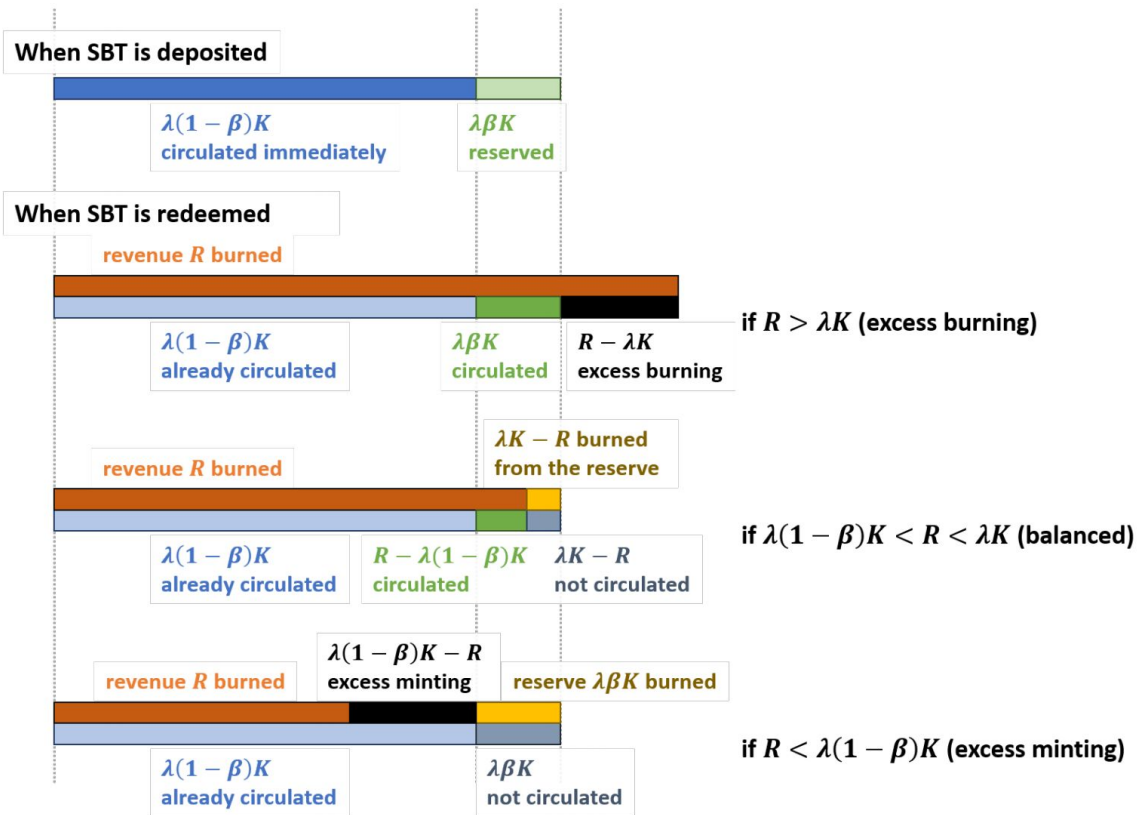 When SBT is deposited
λ(1 − β)K
circulated immediately
λβK
reserved
When SBT is redeemed
revenue R burned
λ(1 − β)K
already circulated
λβK
circulated
R − λK
excess burning
if R > λK (excess burning)
λK − R burned
from the reserve
revenue R burned
λ(1 − β)K
already circulated
R − λ(1 − β)K
circulated
λK − R
not circulated
if λ(1 − β)K < R < λK (balanced)
λ(1 − β)K − R
excess minting
revenue R burned
reserve λβK burned
λ(1 − β)K
already circulated
λβK
not circulated
if R < λ(1 − β)K (excess minting)